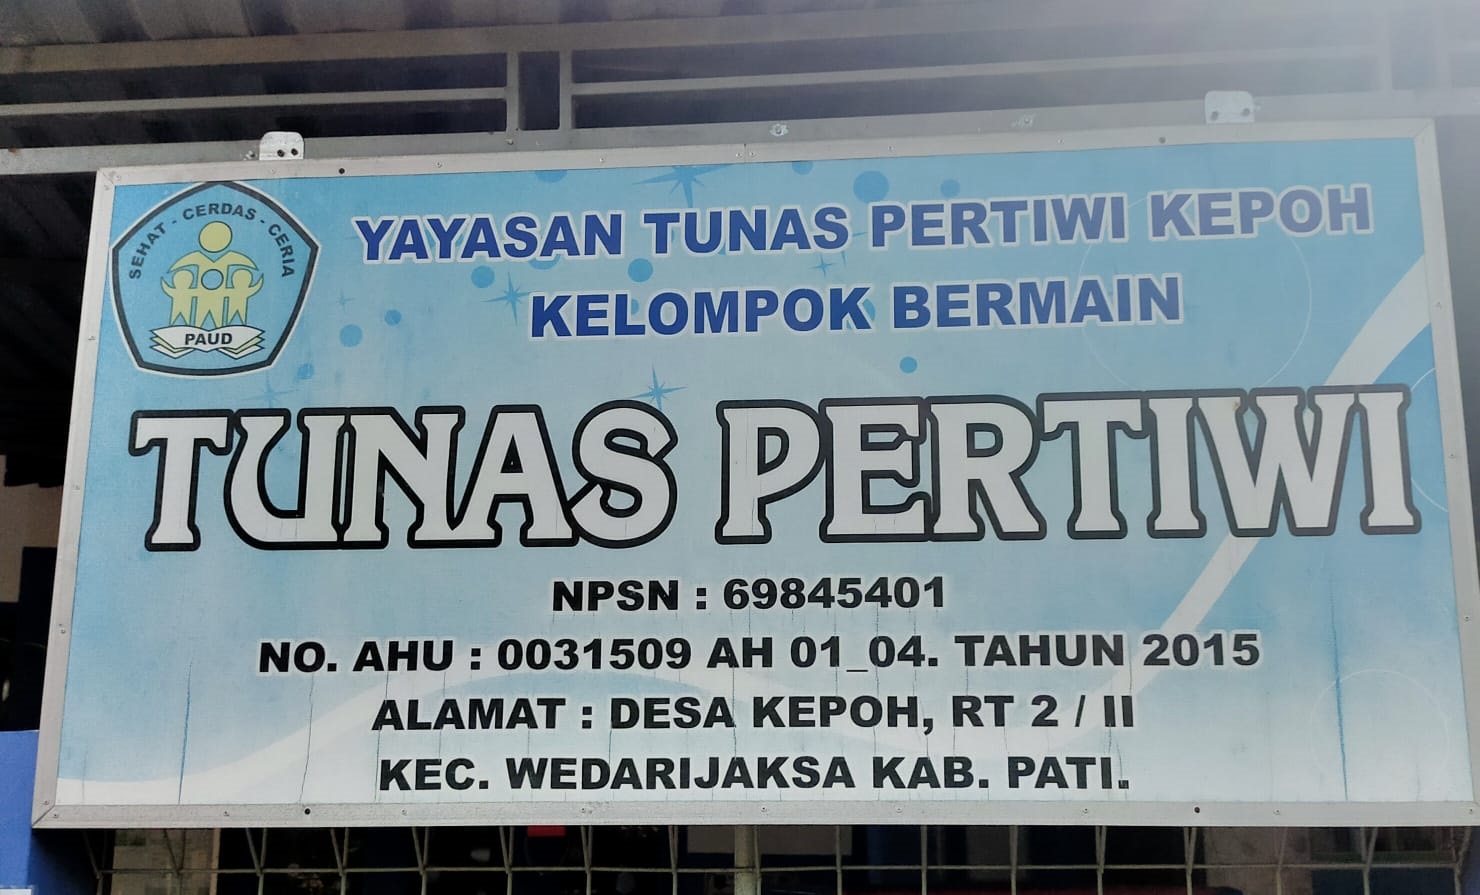 SEHAT - CERDAS - CERIA
PAUD
YAYASAN TUNAS PERTIWI KEPOH
KELOMPOK BERMAIN
TUNAS PERTIWI
NPSN : 69845401
NO. AHU : 0031509 AH 01_04. TAHUN 2015
ALAMAT : DESA KEPOH, RT 2 / II
KEC. WEDARIJAKSA KAB. PATI.